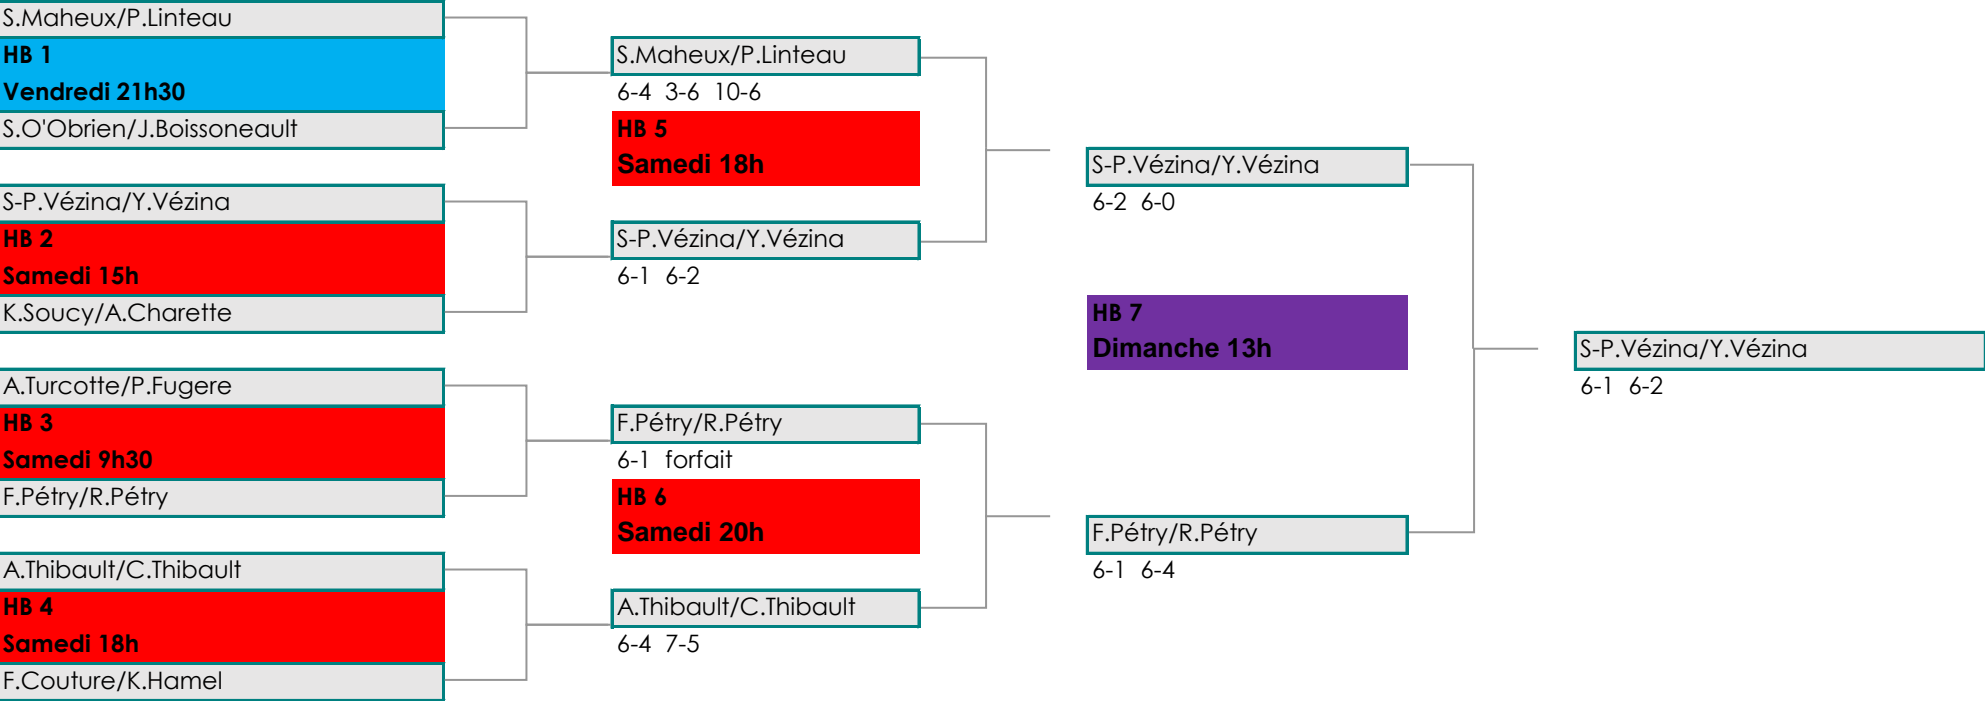 S.Maheux/P.Linteau
HB 1
Vendredi 21h30
S.O'Obrien/J.Boissoneault
S-P.Vézina/Y.Vézina
HB 2
Samedi 15h
K.Soucy/A.Charette
A.Turcotte/P.Fugere
HB 3
Samedi 9h30
F.Pétry/R.Pétry
A.Thibault/C.Thibault
HB 4
Samedi 18h
F.Couture/K.Hamel
S.Maheux/P.Linteau
6-4 3-6 10-6
HB 5
Samedi 18h
S-P.Vézina/Y.Vézina
6-1 6-2
F.Pétry/R.Pétry
6-1 forfait
HB 6
Samedi 20h
A.Thibault/C.Thibault
6-4 7-5
S-P.Vézina/Y.Vézina
6-2 6-0
HB 7
Dimanche 13h
F.Pétry/R.Pétry
6-1 6-4
S-P.Vézina/Y.Vézina
6-1 6-2